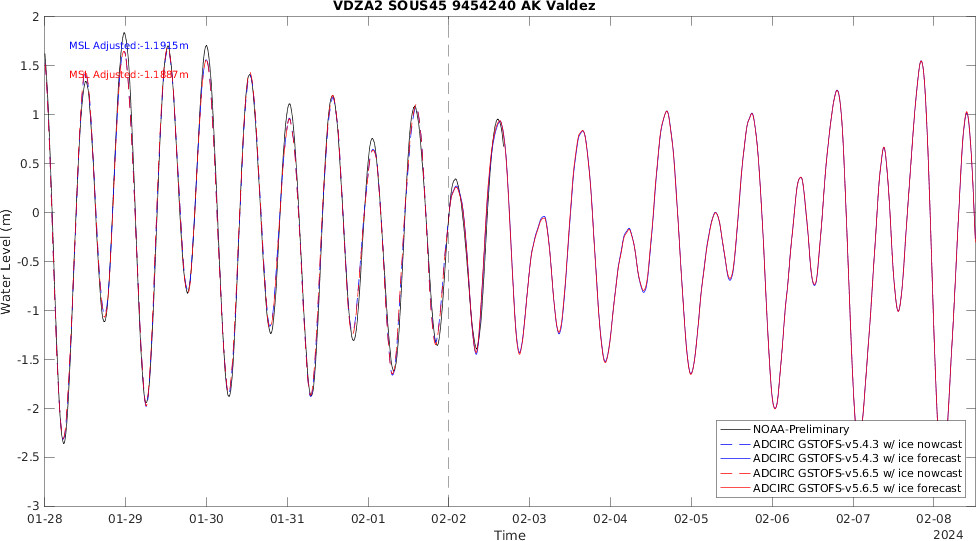 VDZA2 SOUS45 9454240 AK Valdez
MSL Adjusted:-1.1915m
MSL Adjusted:-1.1887m
Water Level (m)
2
1.5
1
0.5
0
-0.5
-1
-1.5
-2
-2.5
-3
NOAA-Preliminary
ADCIRC GSTOFS-v5.4.3 w/ ice nowcast
ADCIRC GSTOFS-v5.4.3 w/ ice forecast
ADCIRC GSTOFS-v5.6.5 w/ ice nowcast
ADCIRC GSTOFS-v5.6.5 w/ ice forecast
01-28 01-29 01-30 01-31 02-01 02-02 02-03 02-04 02-05 02-06 02-07 02-08
Time
2024